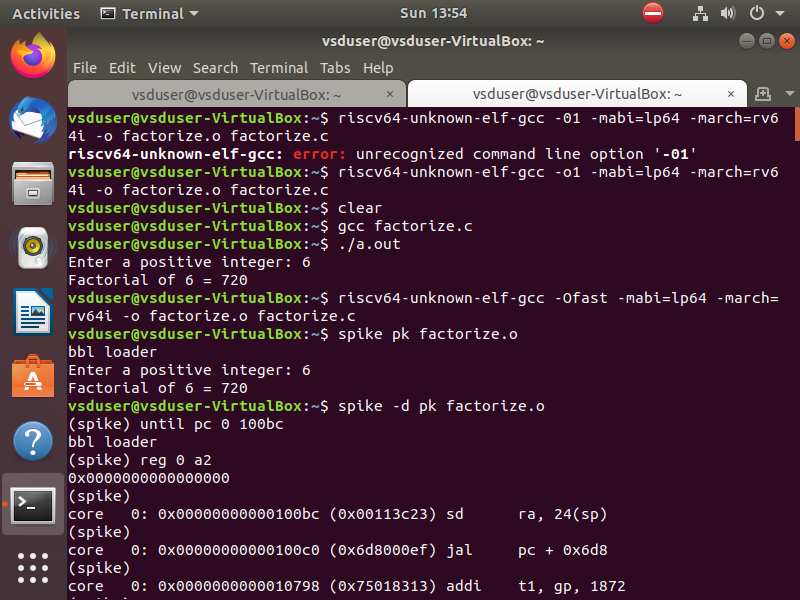 Activities Terminal Sun 13:54
vsduser@vsduser-VirtualBox: ~
File Edit View Search Terminal Tabs Help
vsduser@vsduser-VirtualBox: ~ × vsduser@vsduser-VirtualBox: ~ ×
vsduser@vsduser-VirtualBox:~$ riscv64-unknown-elf-gcc -01 -mabi=lp64 -march=rv6
4i -o factorize.o factorize.c
riscv64-unknown-elf-gcc: error: unrecognized command line option '-01'
vsduser@vsduser-VirtualBox:~$ riscv64-unknown-elf-gcc -o1 -mabi=lp64 -march=rv6
4i -o factorize.o factorize.c
vsduser@vsduser-VirtualBox:~$ clear
vsduser@vsduser-VirtualBox:~$ gcc factorize.c
vsduser@vsduser-VirtualBox:~$ ./a.out
Enter a positive integer: 6
Factorial of 6 = 720
vsduser@vsduser-VirtualBox:~$ riscv64-unknown-elf-gcc -Ofast -mabi=lp64 -march=
rv64i -o factorize.o factorize.c
vsduser@vsduser-VirtualBox:~$ spike pk factorize.o
bbl loader
Enter a positive integer: 6
Factorial of 6 = 720
vsduser@vsduser-VirtualBox:~$ spike -d pk factorize.o
(spike) until pc 0 100bc
bbl loader
(spike) reg 0 a2
0x0000000000000000
(spike)
core 0: 0x00000000000100bc (0x00113c23) sd ra, 24(sp)
(spike)
core 0: 0x00000000000100c0 (0x6d8000ef) jal pc + 0x6d8
(spike)
core 0: 0x0000000000010798 (0x75018313) addi t1, gp, 1872